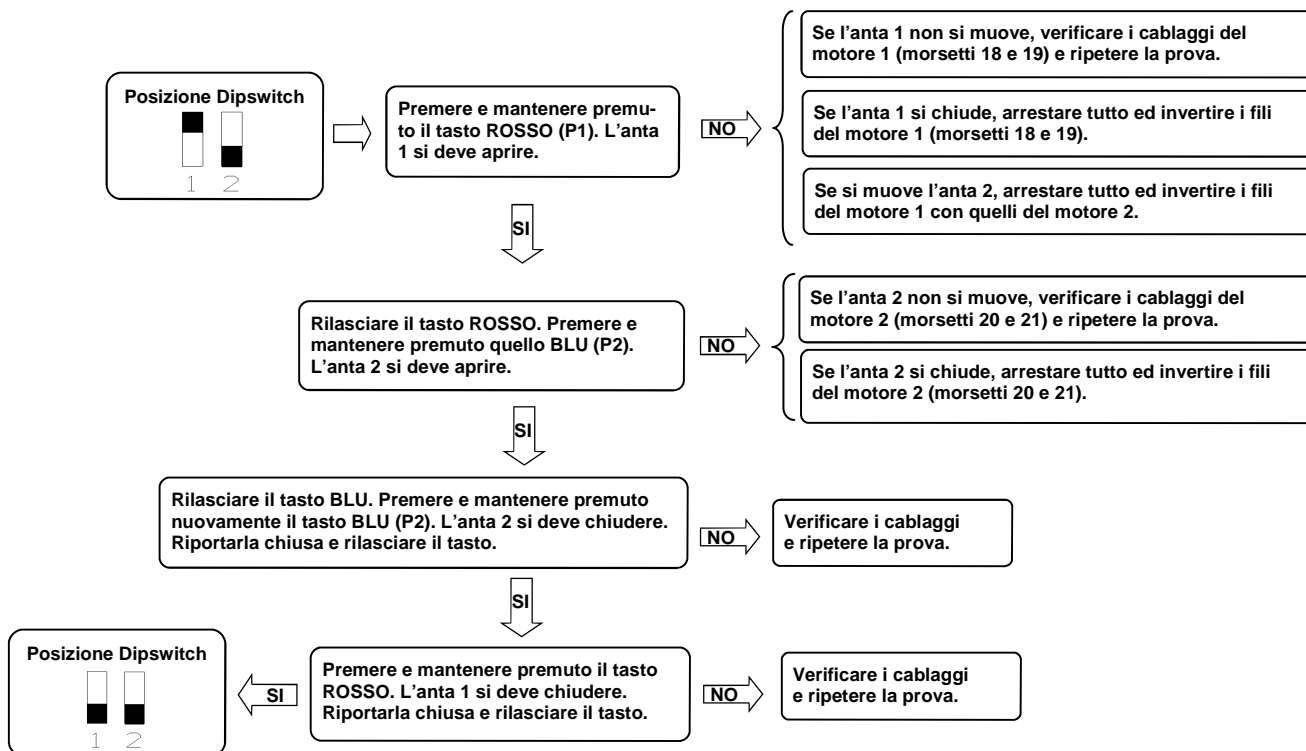 Posizione Dipswitch
1 2
Premere e mantenere premu-
to il tasto ROSSO (P1). L’anta
1 si deve aprire.
NO
Se l’anta 1 non si muove, verificare i cablaggi del
motore 1 (morsetti 18 e 19) e ripetere la prova.
Se l’anta 1 si chiude, arrestare tutto ed invertire i fili
del motore 1 (morsetti 18 e 19).
Se si muove l’anta 2, arrestare tutto ed invertire i fili
del motore 1 con quelli del motore 2.
SI
Rilasciare il tasto ROSSO. Premere e
mantenere premuto quello BLU (P2).
L’anta 2 si deve aprire.
NO
Se l’anta 2 non si muove, verificare i cablaggi del
motore 2 (morsetti 20 e 21) e ripetere la prova.
Se l’anta 2 si chiude, arrestare tutto ed invertire i fili
del motore 2 (morsetti 20 e 21).
SI
Rilasciare il tasto BLU. Premere e mantenere premuto
nuovamente il tasto BLU (P2). L’anta 2 si deve chiudere.
Riportarla chiusa e rilasciare il tasto.
NO
Verificare i cablaggi
e ripetere la prova.
SI
Premere e mantenere premuto il tasto
ROSSO. L’anta 1 si deve chiudere.
Riportarla chiusa e rilasciare il tasto.
NO
Verificare i cablaggi
e ripetere la prova.
SI
Posizione Dipswitch
1 2